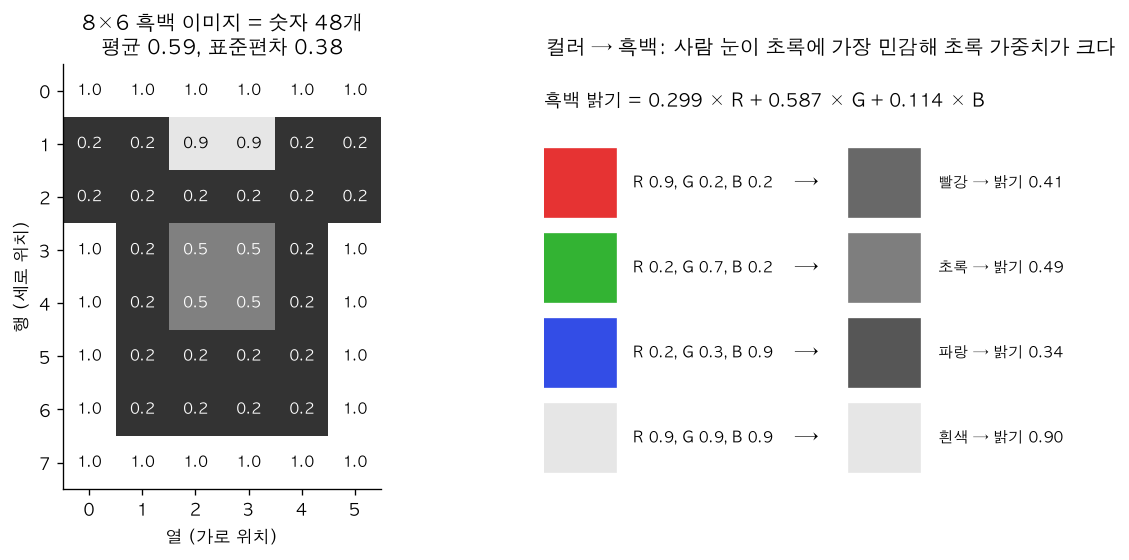 8×6 흑백 이미지 = 숫자 48개
평균 0.59, 표준편차 0.38
0 1.0 1.0 1.0 1.0 1.0 1.0
1 0.2 0.2 0.9 0.9 0.2 0.2
2 0.2 0.2 0.2 0.2 0.2 0.2
3 1.0 0.2 0.5 0.5 0.2 1.0
4 1.0 0.2 0.5 0.5 0.2 1.0
5 1.0 0.2 0.2 0.2 0.2 1.0
6 1.0 0.2 0.2 0.2 0.2 1.0
7 1.0 1.0 1.0 1.0 1.0 1.0
0 1 2 3 4 5
행 (세로 위치)
열 (가로 위치)
컬러 → 흑백: 사람 눈이 초록에 가장 민감해 초록 가중치가 크다
흑백 밝기 = 0.299 × R + 0.587 × G + 0.114 × B
R 0.9, G 0.2, B 0.2 → 빨강 → 밝기 0.41
R 0.2, G 0.7, B 0.2 → 초록 → 밝기 0.49
R 0.2, G 0.3, B 0.9 → 파랑 → 밝기 0.34
R 0.9, G 0.9, B 0.9 → 흰색 → 밝기 0.90